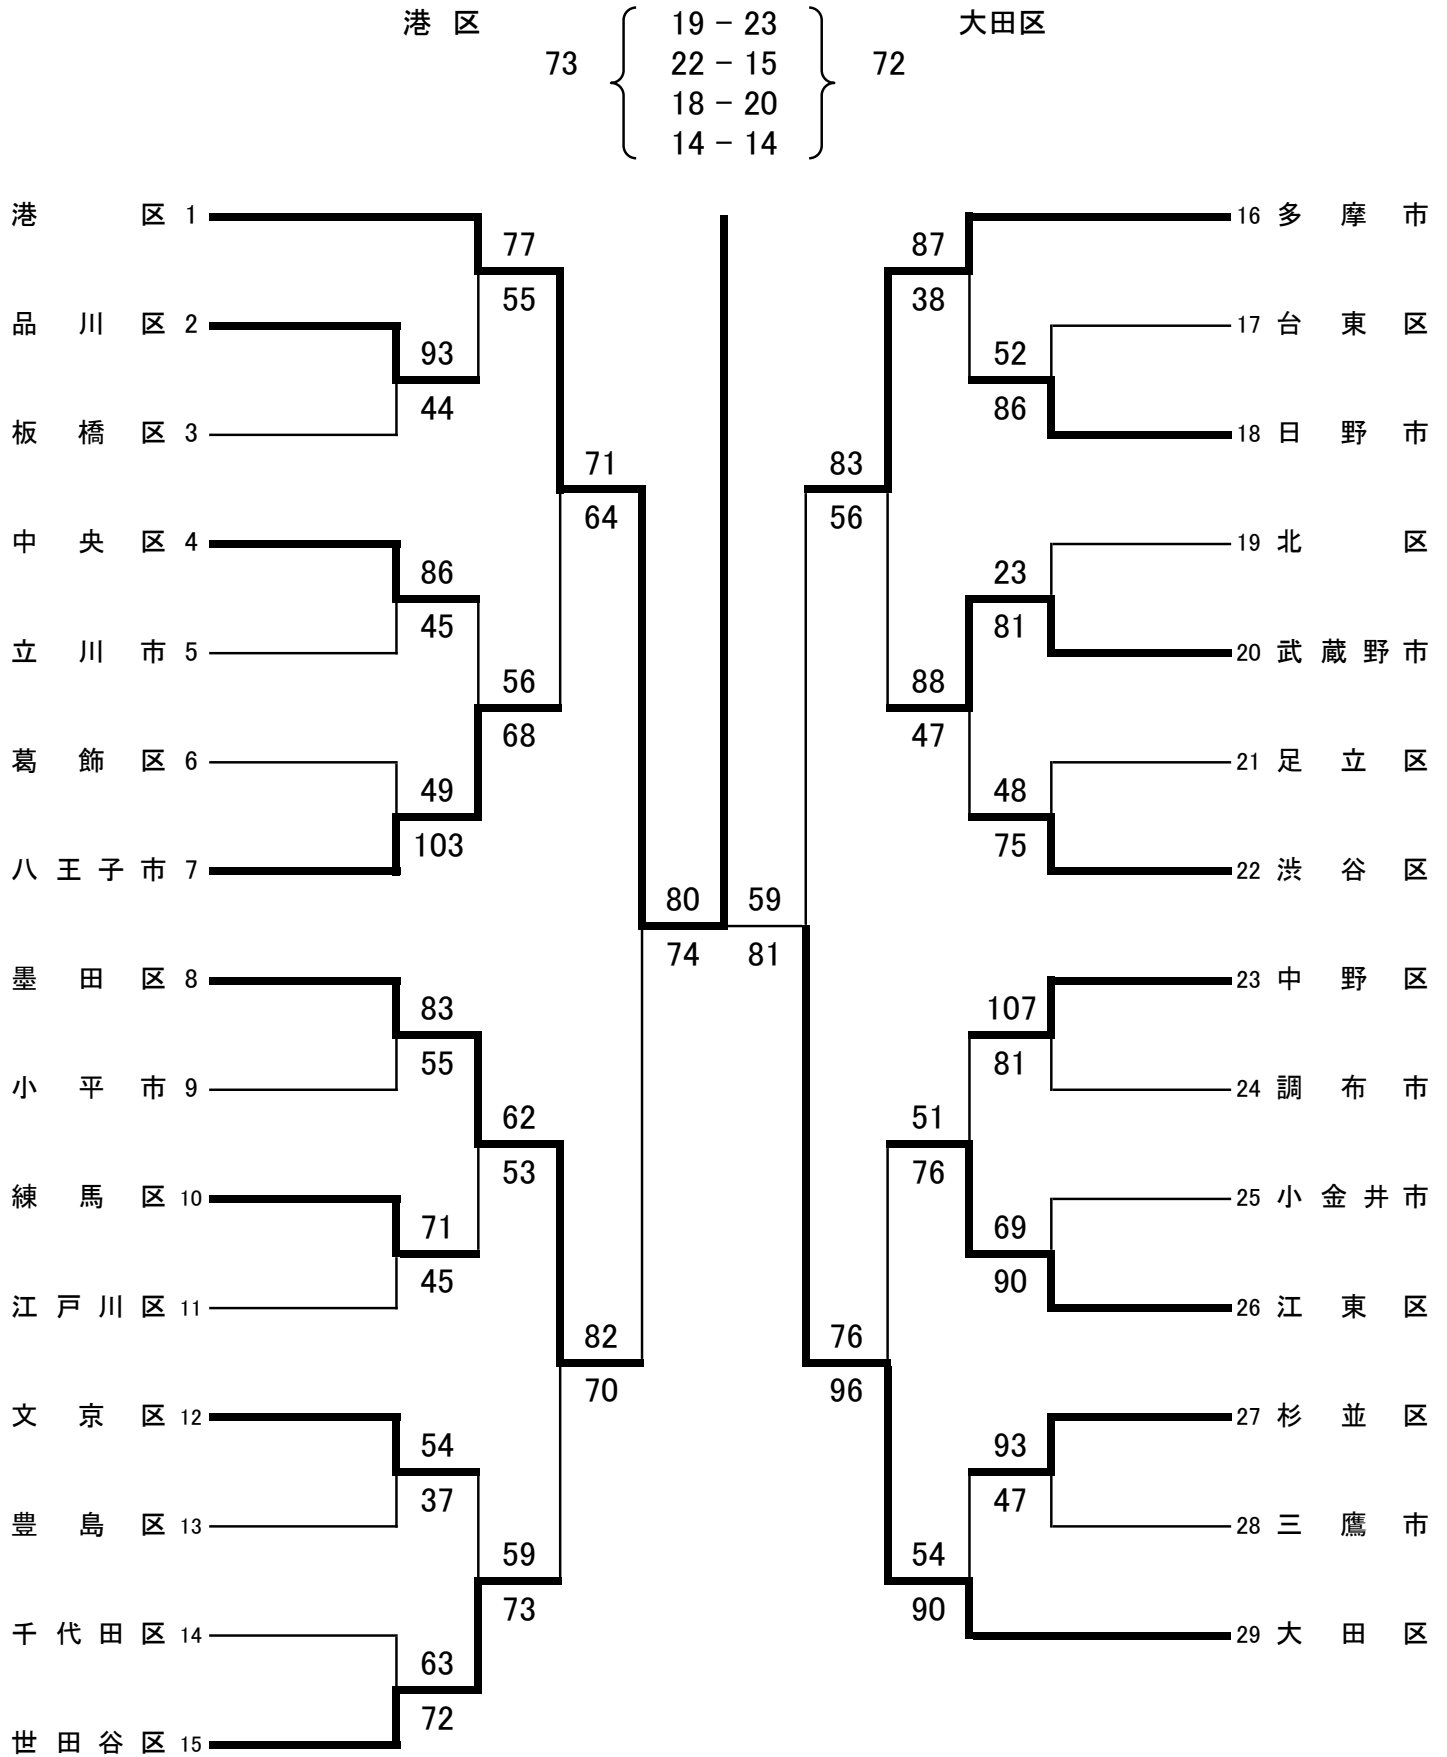 港 区 19 － 23 大田区
73 22 － 15 72
18 － 20
14 － 14
港 区 1
16 多 摩 市
77
87
55
38
品 川 区 2
17 台 東 区
93
52
44
86
板 橋 区 3
18 日 野 市
71
83
64
56
中 央 区 4
19 北 区
86
23
45
81
立 川 市 5
20 武 蔵 野 市
56
88
68
47
葛 飾 区 6
21 足 立 区
49
48
103
75
八 王 子 市 7
22 渋 谷 区
80
59
74
81
墨 田 区 8
23 中 野 区
83
107
55
81
小 平 市 9
24 調 布 市
62
51
53
76
練 馬 区 10
25 小 金 井 市
71
69
45
90
江 戸 川 区 11
26 江 東 区
82
76
70
96
文 京 区 12
27 杉 並 区
54
93
37
47
豊 島 区 13
28 三 鷹 市
59
54
73
90
千 代 田 区 14
29 大 田 区
63
72
世 田 谷 区 15